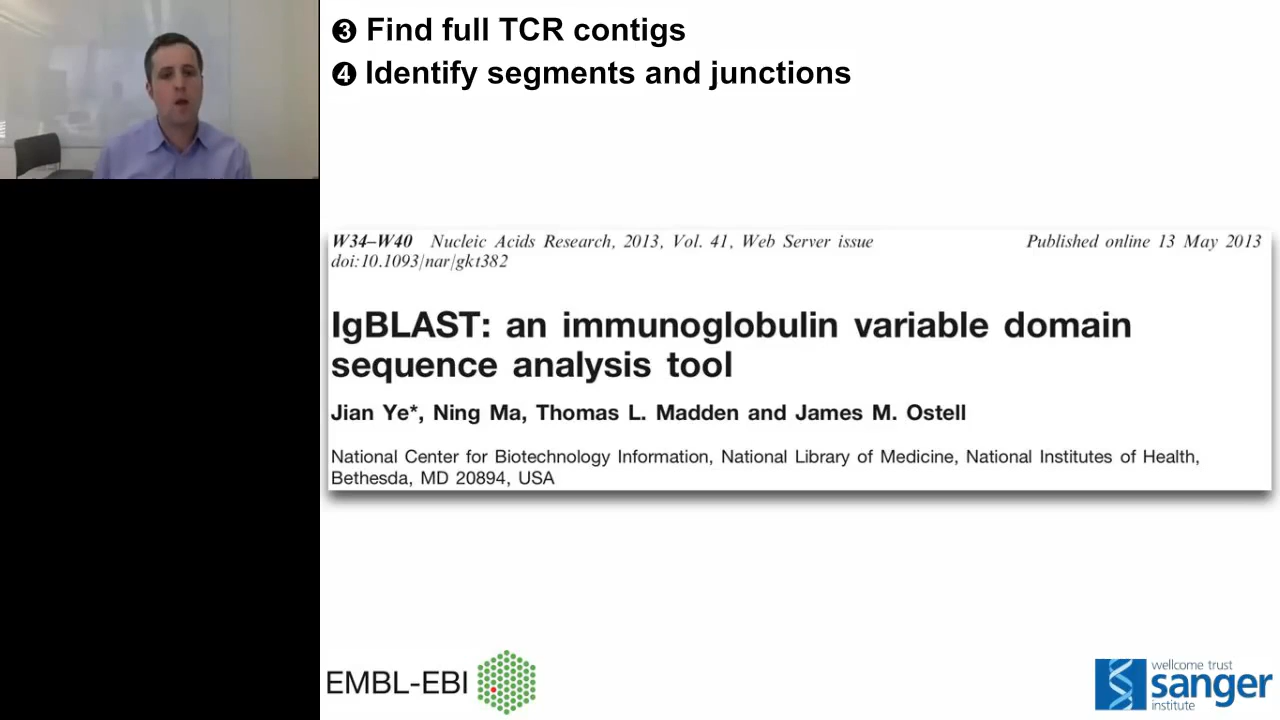 ❸ Find full TCR contigs
❹ Identify segments and junctions
W34–W40 Nucleic Acids Research, 2013, Vol. 41, Web Server issue Published online 13 May 2013
doi:10.1093/nar/gkt382
IgBLAST: an immunoglobulin variable domain
sequence analysis tool
Jian Ye*, Ning Ma, Thomas L. Madden and James M. Ostell
National Center for Biotechnology Information, National Library of Medicine, National Institutes of Health,
Bethesda, MD 20894, USA
EMBL-EBI
wellcome trust
sanger
institute